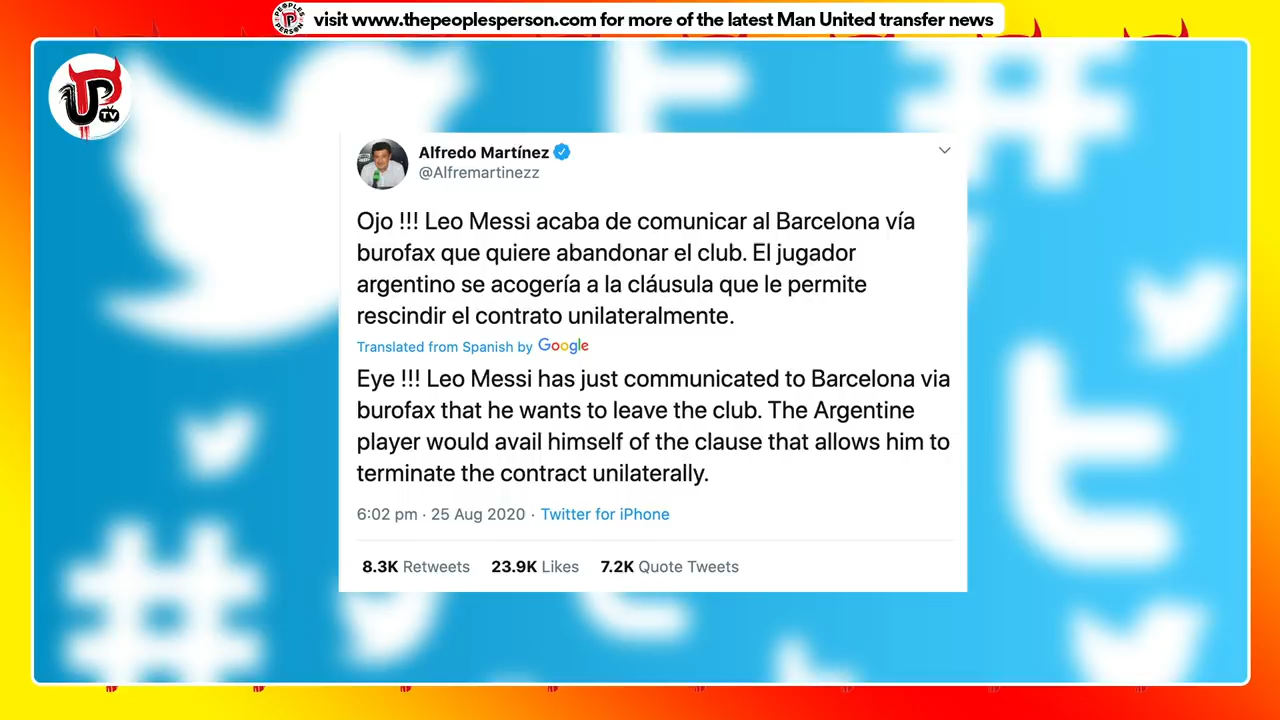 PEOPLES PERSON
visit www.thepeoplesperson.com for more of the latest Man United transfer news
UP
TV
Alfredo Martínez
@Alfremartinezz
Ojo !!! Leo Messi acaba de comunicar al Barcelona vía
burofax que quiere abandonar el club. El jugador
argentino se acogería a la cláusula que le permite
rescindir el contrato unilateralmente.
Translated from Spanish by Google
Eye !!! Leo Messi has just communicated to Barcelona via
burofax that he wants to leave the club. The Argentine
player would avail himself of the clause that allows him to
terminate the contract unilaterally.
6:02 pm · 25 Aug 2020 · Twitter for iPhone
8.3K Retweets 23.9K Likes 7.2K Quote Tweets